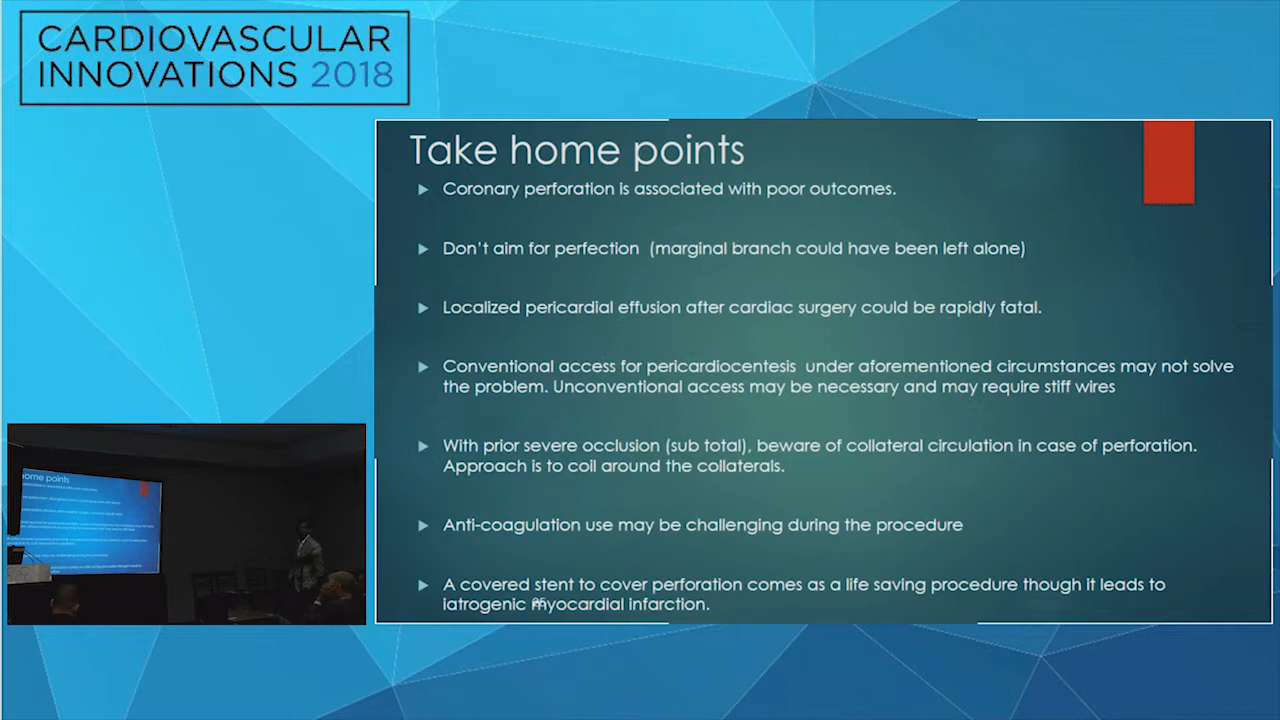 CARDIOVASCULAR
INNOVATIONS 2018
Take home points
Coronary perforation is associated with poor outcomes.
Don't aim for perfection (marginal branch could have been left alone)
Localized pericardial effusion after cardiac surgery could be rapidly fatal.
Conventional access for pericardiocentesis under aforementioned circumstances may not solve
the problem. Unconventional access may be necessary and may require stiff wires
With prior severe occlusion (sub total), beware of collateral circulation in case of perforation.
Approach is to coil around the collaterals.
Anti-coagulation use may be challenging during the procedure
A covered stent to cover perforation comes as a life saving procedure though it leads to
iatrogenic myocardial infarction.
home points